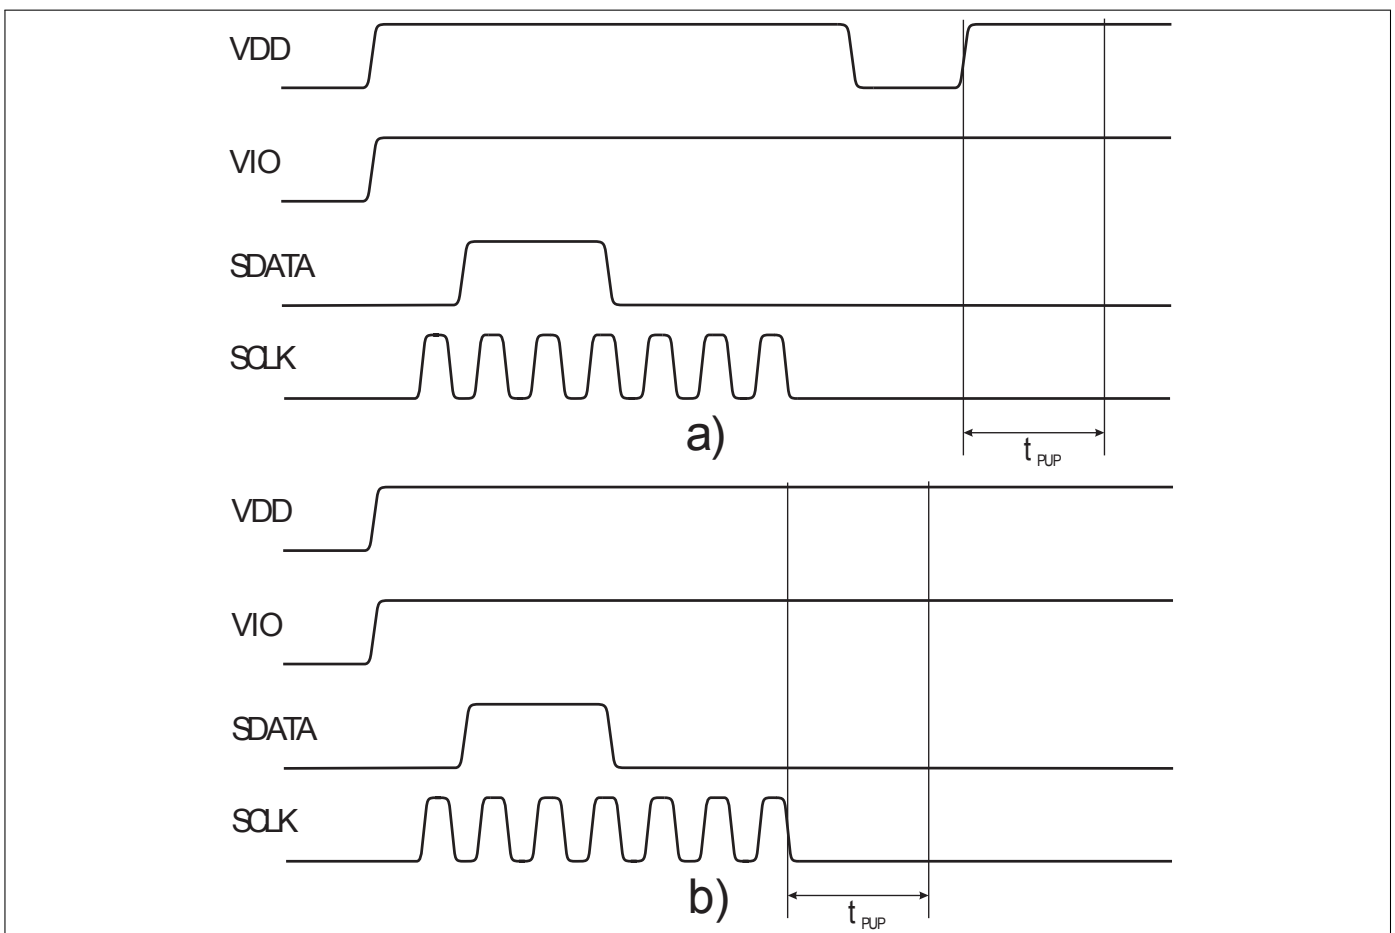 VDD
VIO
SDATA
SCLK
a)
t PUP
VDD
VIO
SDATA
SCLK
b)
t PUP